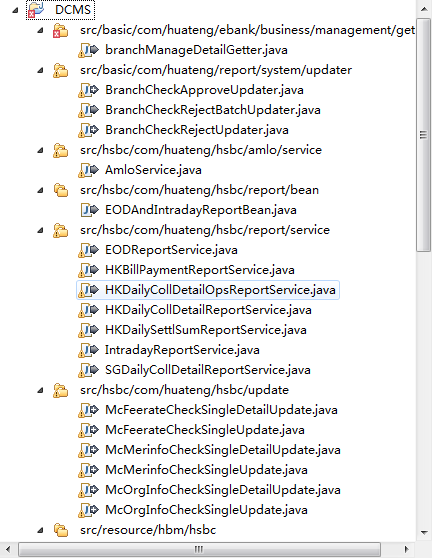 DCMS
src/basic/com/huateng/ebank/business/management/get
branchManageDetailGetter.java
src/basic/com/huateng/report/system/updater
BranchCheckApproveUpdater.java
BranchCheckRejectBatchUpdater.java
BranchCheckRejectUpdater.java
src/hsbc/com/huateng/hsbc/amlo/service
AmloService.java
src/hsbc/com/huateng/hsbc/report/bean
EODAndIntradayReportBean.java
src/hsbc/com/huateng/hsbc/report/service
EODReportService.java
HKBillPaymentReportService.java
HKDailyCollDetailOpsReportService.java
HKDailyCollDetailReportService.java
HKDailySettlSumReportService.java
IntradayReportService.java
SGDailyCollDetailReportService.java
src/hsbc/com/huateng/hsbc/update
McFeerateCheckSingleDetailUpdate.java
McFeerateCheckSingleUpdate.java
McMerinfoCheckSingleDetailUpdate.java
McMerinfoCheckSingleUpdate.java
McOrgInfoCheckSingleDetailUpdate.java
McOrgInfoCheckSingleUpdate.java
src/resource/hbm/hsbc